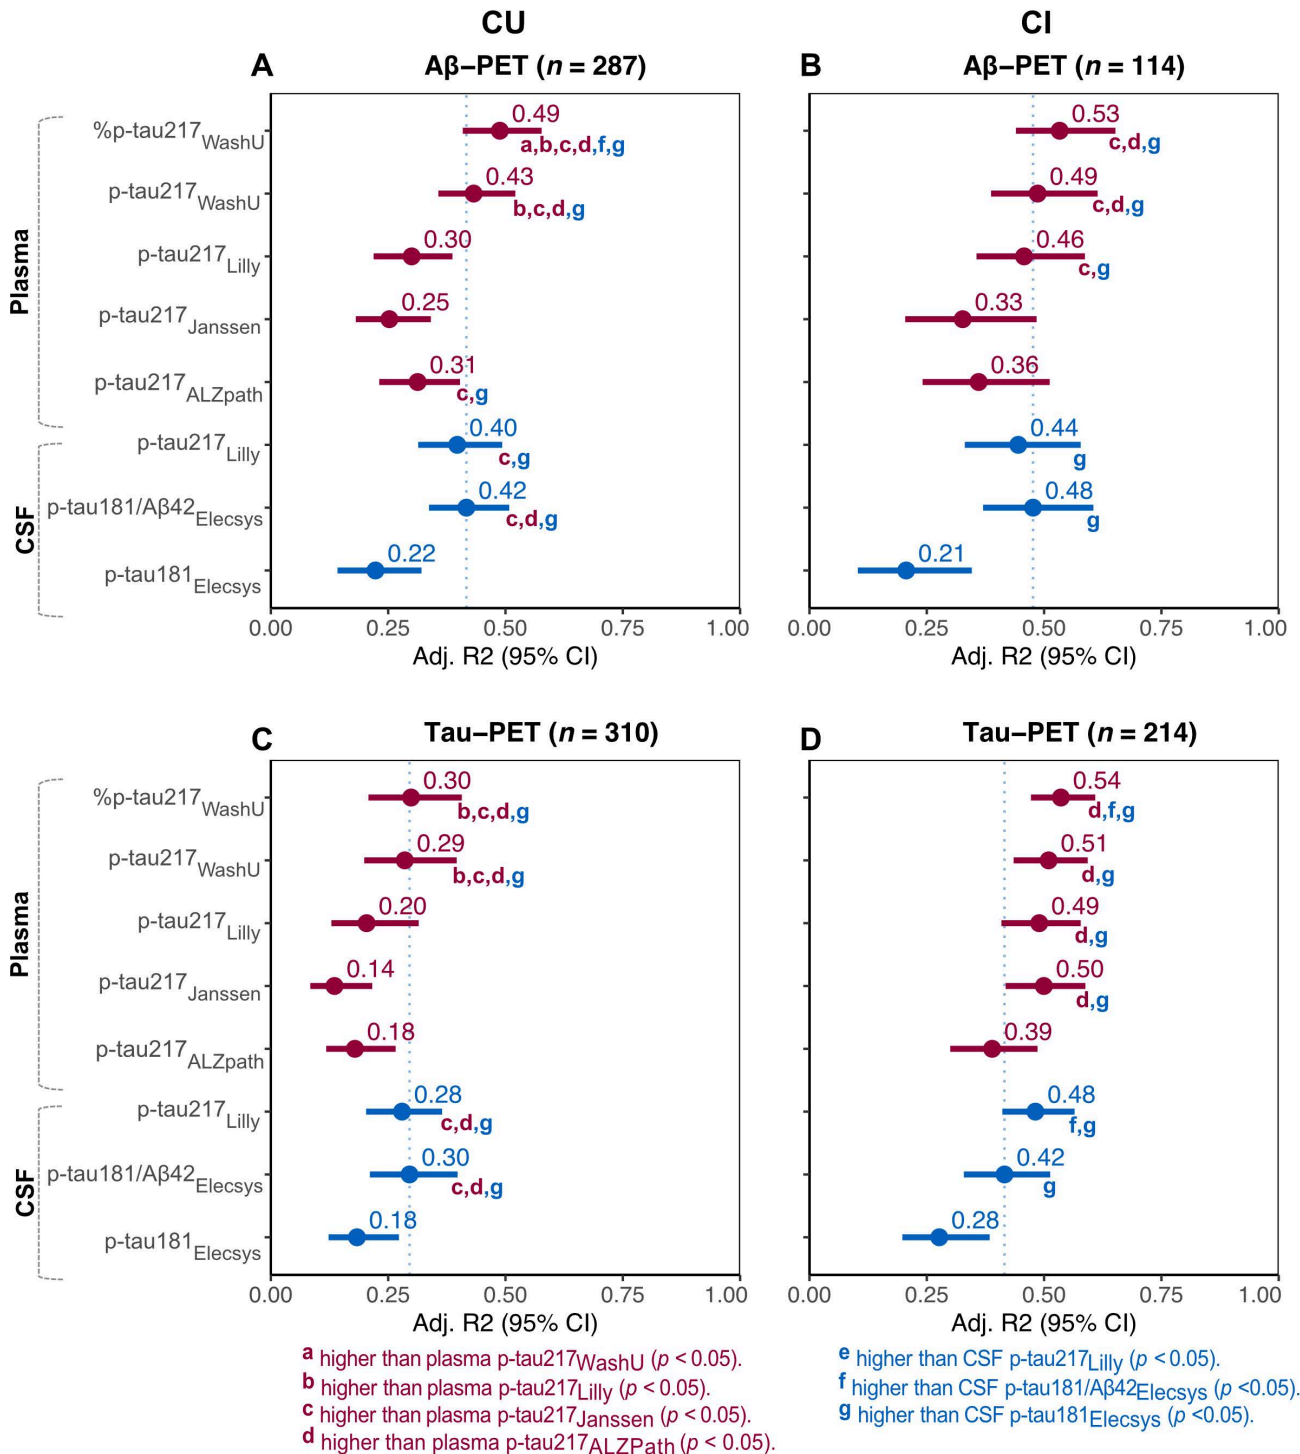 CU
CI
A
Aβ–PET (n = 287)
B
Aβ–PET (n = 114)
Plasma
CSF
%p-tau217WashU
0.49
a,b,c,d,f,g
0.53
c,d,g
p-tau217WashU
0.43
b,c,d,g
0.49
c,d,g
p-tau217Lilly
0.30
0.46
c,g
p-tau217Janssen
0.25
0.33
p-tau217ALZpath
0.31
c,g
0.36
p-tau217Lilly
0.40
c,g
0.44
g
p-tau181/Aβ42Elecsys
0.42
c,d,g
0.48
g
p-tau181Elecsys
0.22
0.21
0.00 0.25 0.50 0.75 1.00
0.00 0.25 0.50 0.75 1.00
Adj. R2 (95% CI)
Adj. R2 (95% CI)
C
Tau–PET (n = 310)
D
Tau–PET (n = 214)
Plasma
CSF
%p-tau217WashU
0.30
b,c,d,g
0.54
d,f,g
p-tau217WashU
0.29
b,c,d,g
0.51
d,g
p-tau217Lilly
0.20
0.49
d,g
p-tau217Janssen
0.14
0.50
d,g
p-tau217ALZpath
0.18
0.39
p-tau217Lilly
0.28
c,d,g
0.48
f,g
p-tau181/Aβ42Elecsys
0.30
c,d,g
0.42
g
p-tau181Elecsys
0.18
0.28
0.00 0.25 0.50 0.75 1.00
0.00 0.25 0.50 0.75 1.00
Adj. R2 (95% CI)
Adj. R2 (95% CI)
a higher than plasma p-tau217WashU (p < 0.05).
b higher than plasma p-tau217Lilly (p < 0.05).
c higher than plasma p-tau217Janssen (p < 0.05).
d higher than plasma p-tau217ALZPath (p < 0.05).
e higher than CSF p-tau217Lilly (p < 0.05).
f higher than CSF p-tau181/Aβ42Elecsys (p <0.05).
g higher than CSF p-tau181Elecsys (p <0.05).